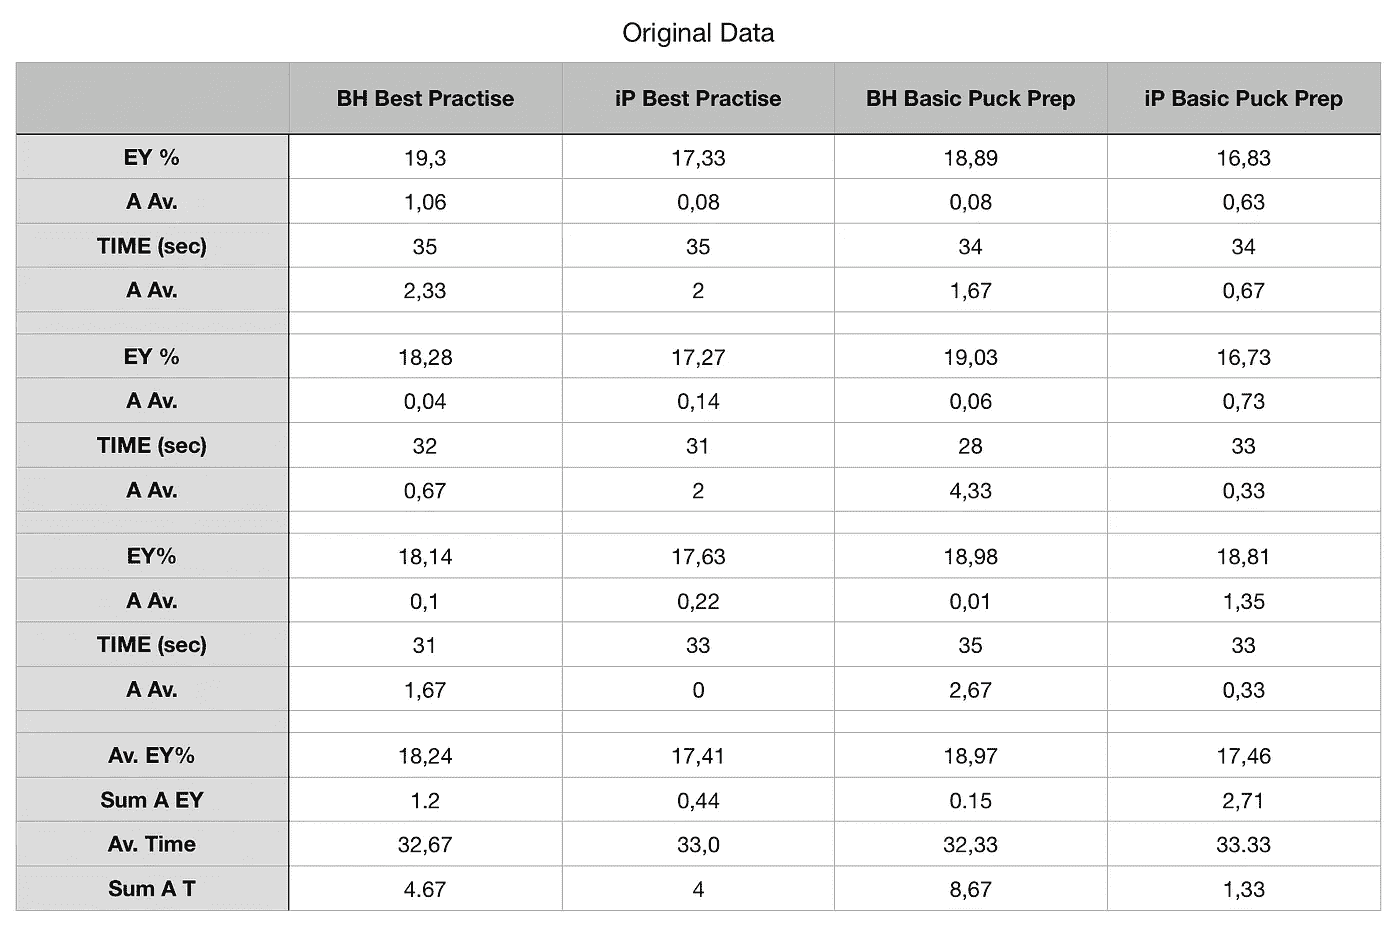 Original Data
BH Best Practise iP Best Practise BH Basic Puck Prep iP Basic Puck Prep
EY % 19,3 17,33 18,89 16,83
A Av. 1,06 0,08 0,08 0,63
TIME (sec) 35 35 34 34
A Av. 2,33 2 1,67 0,67
EY % 18,28 17,27 19,03 16,73
A Av. 0,04 0,14 0,06 0,73
TIME (sec) 32 31 28 33
A Av. 0,67 2 4,33 0,33
EY% 18,14 17,63 18,98 18,81
A Av. 0,1 0,22 0,01 1,35
TIME (sec) 31 33 35 33
A Av. 1,67 0 2,67 0,33
Av. EY% 18,24 17,41 18,97 17,46
Sum A EY 1.2 0,44 0.15 2,71
Av. Time 32,67 33,0 32,33 33.33
Sum A T 4.67 4 8,67 1,33